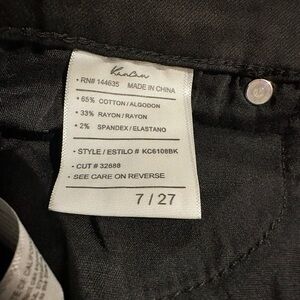 KanCan
• RN# 144635 MADE IN CHINA
• 65% COTTON/ALGODON
• 33% RAYON/RAYON
• 2% SPANDEX/ELASTANO
• STYLE/ESTILO # KC6108BK
• CUT # 32688
• SEE CARE ON REVERSE
7 / 27